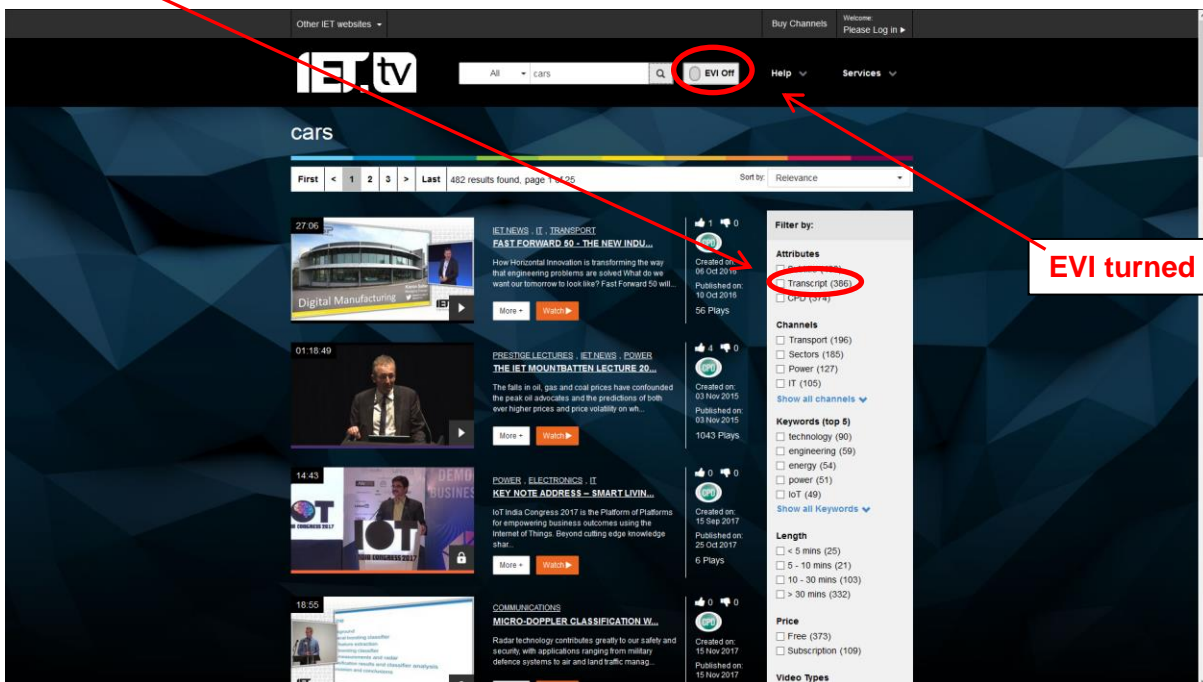 Other IET websites
Buy Channels
Welcome:
Please Log in
IET.tv
All
cars
EVI Off
Help
Services
cars
First < 1 2 3 > Last 482 results found, page 1 of 25
Sort by: Relevance
27:06
Digital Manufacturing
IET NEWS , IT , TRANSPORT
FAST FORWARD 50 - THE NEW INDU...
How Horizontal Innovation is transforming the way
that engineering problems are solved What do we
want our tomorrow to look like? Fast Forward 50 will...
More +
Watch
1 0
CPD
Created on:
06 Oct 2016
Published on:
10 Oct 2016
56 Plays
01:18:49
PRESTIGE LECTURES , IET NEWS , POWER
THE IET MOUNTBATTEN LECTURE 20...
The falls in oil, gas and coal prices have confounded
the peak oil advocates and the predictions of both
ever higher prices and price volatility on wh...
More +
Watch
4 0
CPD
Created on:
03 Nov 2015
Published on:
03 Nov 2015
1043 Plays
14:43
IOT
INDIA CONGRESS 2017
POWER , ELECTRONICS , IT
KEY NOTE ADDRESS – SMART LIVIN...
IoT India Congress 2017 is the Platform of Platforms
for empowering business outcomes using the
Internet of Things. Beyond cutting edge knowledge
shar...
More +
Watch
0 0
CPD
Created on:
15 Sep 2017
Published on:
25 Oct 2017
6 Plays
18:55
COMMUNICATIONS
MICRO-DOPPLER CLASSIFICATION W...
Radar technology contributes greatly to our safety and
security, with applications ranging from military
defence systems to air and land traffic manag...
0 0
CPD
Created on:
15 Nov 2017
Published on:
15 Nov 2017
Filter by:
Attributes
Transcript (386)
CPD (374)
Channels
Transport (196)
Sectors (185)
Power (127)
IT (105)
Show all channels
Keywords (top 5)
technology (90)
engineering (59)
energy (54)
power (51)
IoT (49)
Show all Keywords
Length
< 5 mins (25)
5 - 10 mins (21)
10 - 30 mins (103)
> 30 mins (332)
Price
Free (373)
Subscription (109)
Video Types
EVI turned